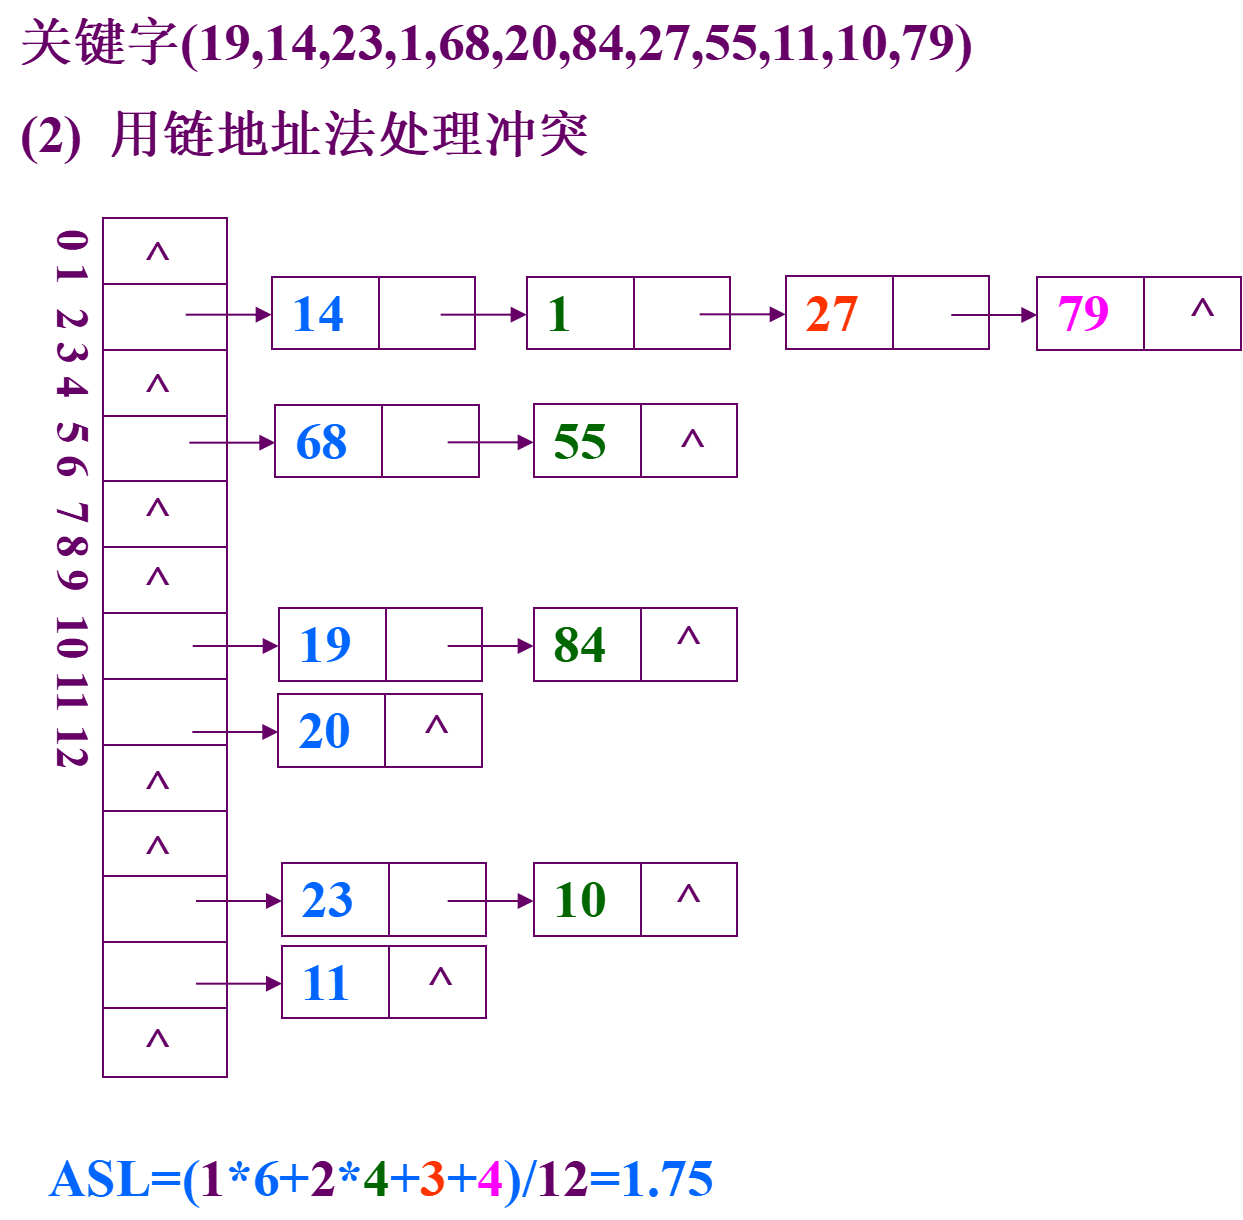 关键字(19,14,23,1,68,20,84,27,55,11,10,79)
(2) 用链地址法处理冲突
0 1 2 3 4 5 6 7 8 9 10 11 12
^
14 1 27 79 ^
^
68 55 ^
^
^
19 84 ^
20 ^
^
^
23 10 ^
11 ^
^
ASL=(1*6+2*4+3+4)/12=1.75